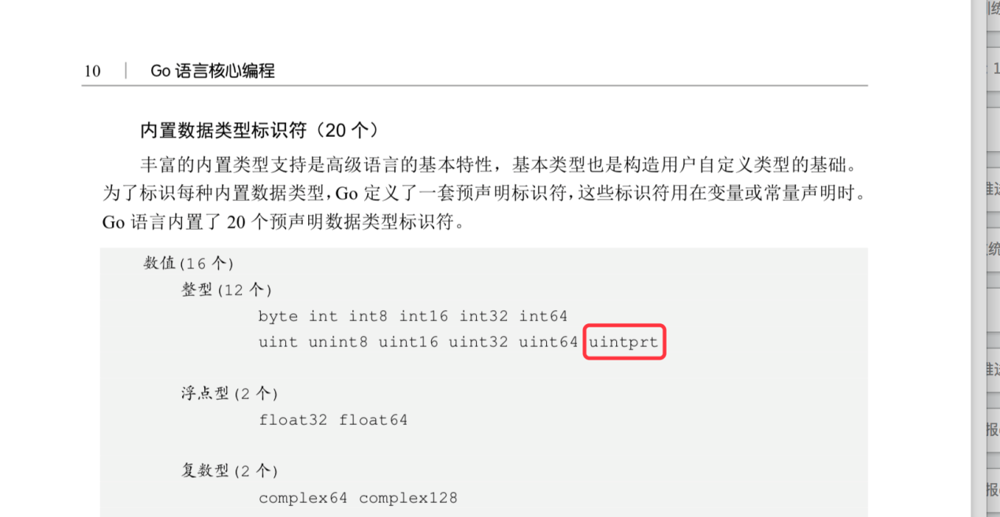 10 | Go 语言核心编程
内置数据类型标识符（20 个）
丰富的内置类型支持是高级语言的基本特性，基本类型也是构造用户自定义类型的基础。
为了标识每种内置数据类型，Go 定义了一套预声明标识符，这些标识符用在变量或常量声明时。
Go 语言内置了 20 个预声明数据类型标识符。
数值(16 个)
整型(12 个)
byte int int8 int16 int32 int64
uint unint8 uint16 uint32 uint64 uintprt
浮点型(2 个)
float32 float64
复数型(2 个)
complex64 complex128